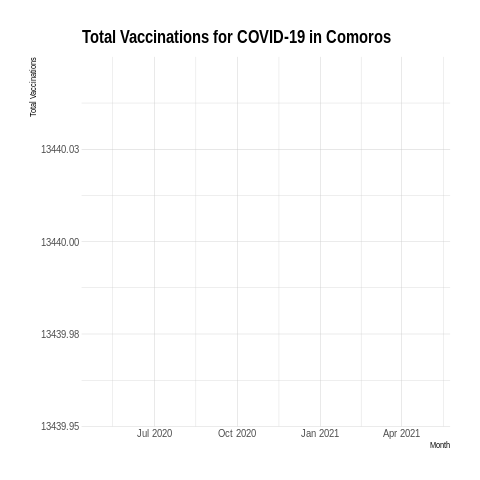 Total Vaccinations for COVID-19 in Comoros
Total Vaccinations
13440.03
13440.00
13439.98
13439.95
Jul 2020
Oct 2020
Jan 2021
Apr 2021
Month